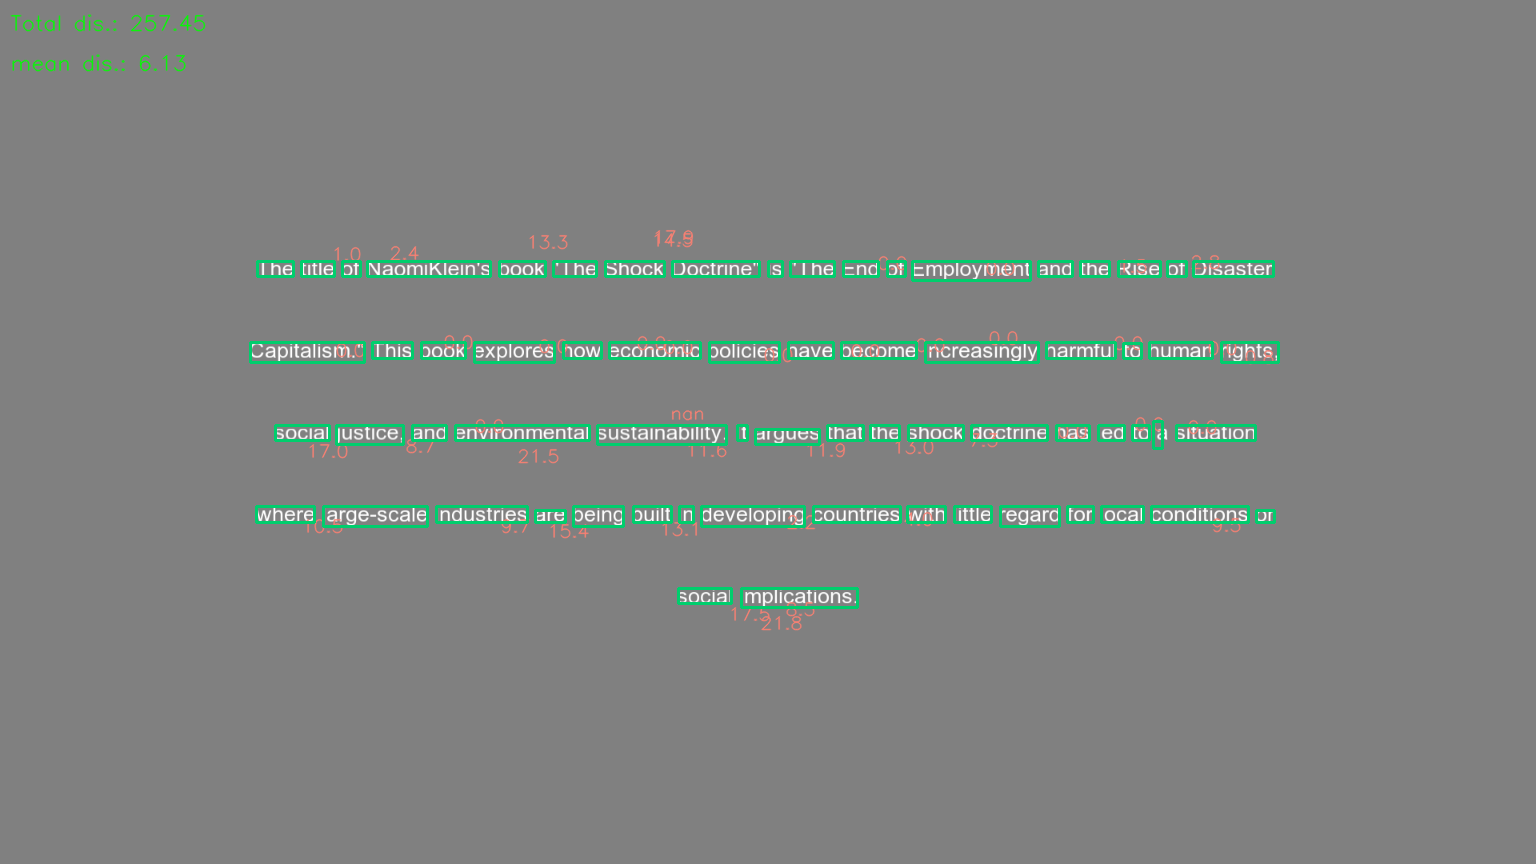 Total dis.: 257.45
mean dis.: 6.13
1.0 2.4 13.3 17.9 14.5
The title of NaomiKlein's book "The Shock Doctrine" is "The End of Employment and the Rise of Disaster
Capitalism." This book explores how economic policies have become increasingly harmful to human rights,
nan
social justice, and environmental sustainability. It argues that the shock doctrine has led to a situation
17.0 8.7 21.5 11.6 11.9 13.0
where large-scale industries are being built in developing countries with little regard for local conditions or
10.5 9.7 15.4 13.1 2.2 9.5
social implications.
17.5 21.8